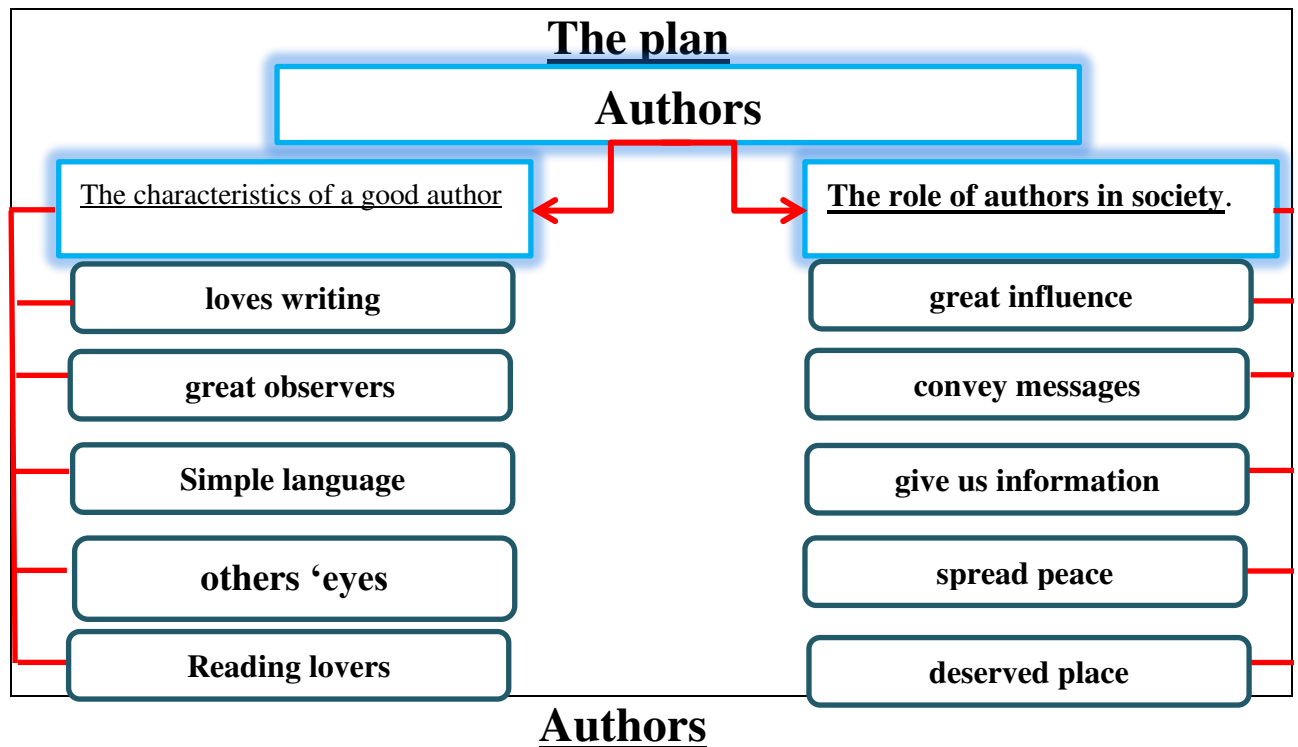 The plan
Authors
The characteristics of a good author
loves writing
great observers
Simple language
others ‘eyes
Reading lovers
The role of authors in society.
great influence
convey messages
give us information
spread peace
deserved place
Authors